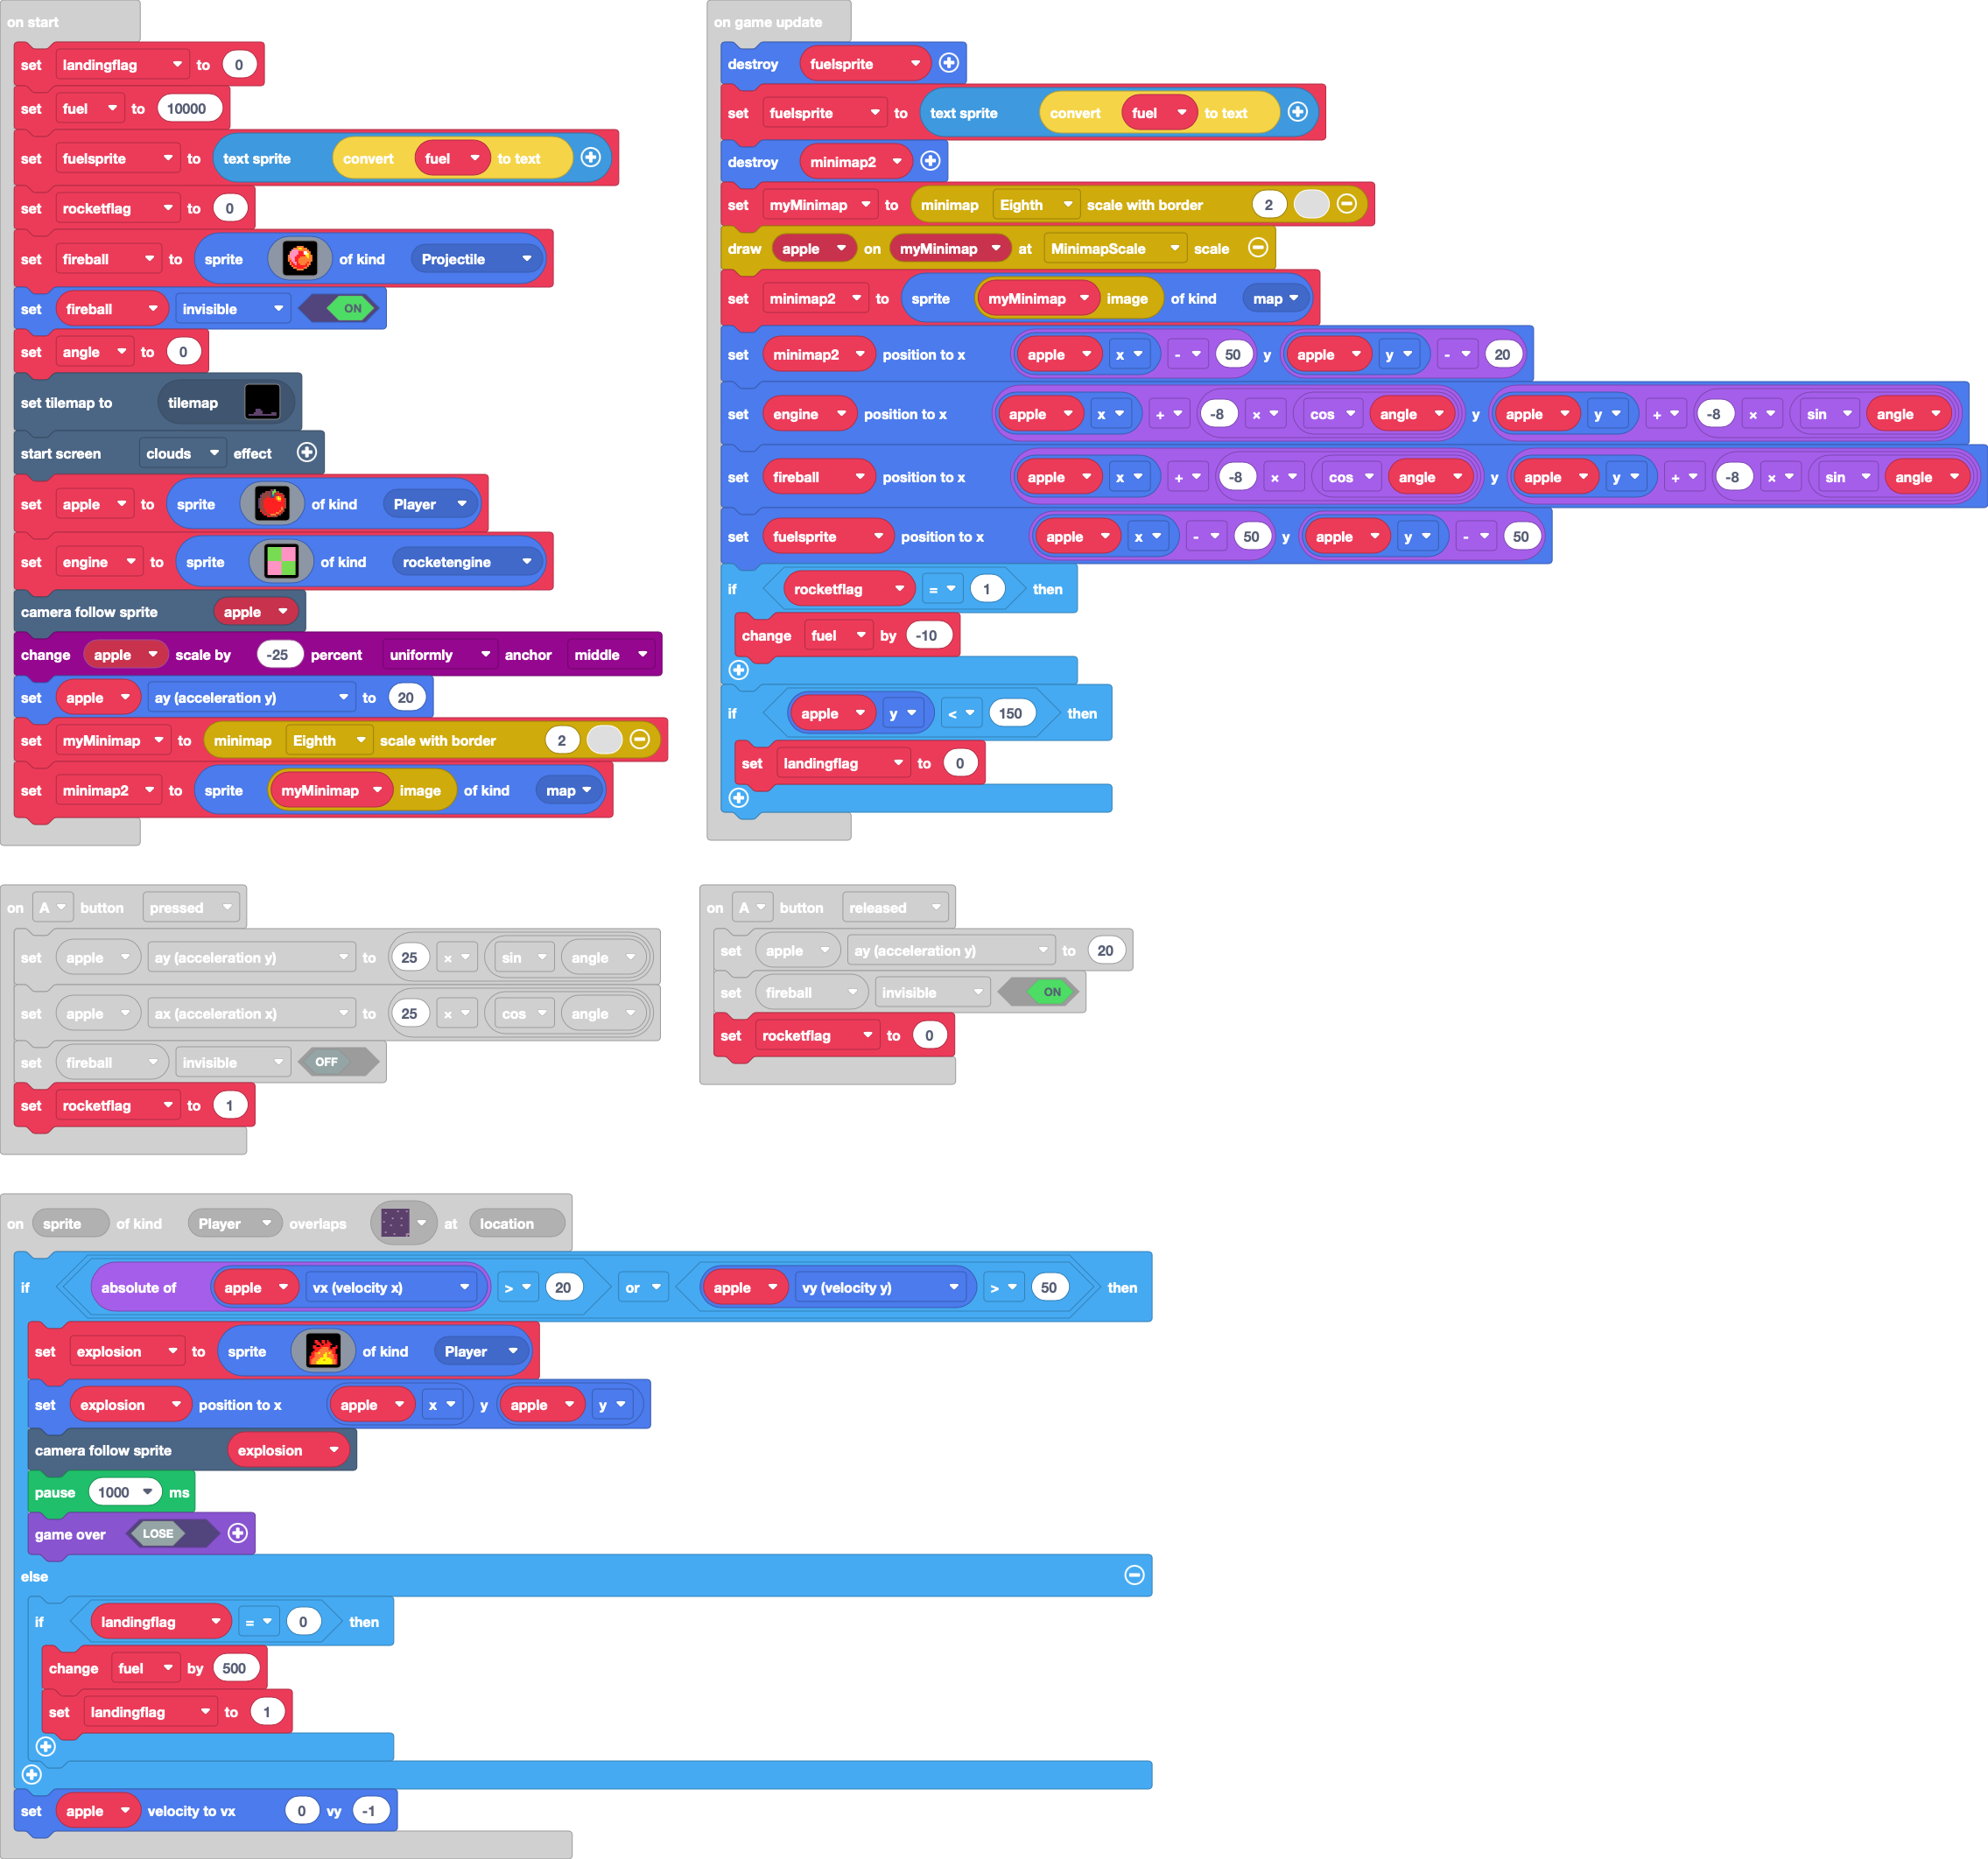 on start
set landingflag to 0
set fuel to 10000
set fuelsprite to text sprite convert fuel to text
set rocketflag to 0
set fireball to sprite of kind Projectile
set fireball invisible ON
set angle to 0
set tilemap to tilemap
start screen clouds effect
set apple to sprite of kind Player
set engine to sprite of kind rocketengine
camera follow sprite apple
change apple scale by -25 percent uniformly anchor middle
set apple ay (acceleration y) to 20
set myMinimap to minimap Eighth scale with border 2
set minimap2 to sprite myMinimap image of kind map
on game update
destroy fuelsprite
set fuelsprite to text sprite convert fuel to text
destroy minimap2
set myMinimap to minimap Eighth scale with border 2
draw apple on myMinimap at MinimapScale scale
set minimap2 to sprite myMinimap image of kind map
set minimap2 position to x apple x - 50 y apple y - 20
set engine position to x apple x + -8 × cos angle y apple y + -8 × sin angle
set fireball position to x apple x + -8 × cos angle y apple y + -8 × sin angle
set fuelsprite position to x apple x - 50 y apple y - 50
if rocketflag = 1 then
change fuel by -10
if apple y < 150 then
set landingflag to 0
on A button pressed
set apple ay (acceleration y) to 25 × sin angle
set apple ax (acceleration x) to 25 × cos angle
set fireball invisible OFF
set rocketflag to 1
on A button released
set apple ay (acceleration y) to 20
set fireball invisible ON
set rocketflag to 0
on sprite of kind Player overlaps at location
if absolute of apple vx (velocity x) > 20 or apple vy (velocity y) > 50 then
set explosion to sprite of kind Player
set explosion position to x apple x y apple y
camera follow sprite explosion
pause 1000 ms
game over LOSE
else
if landingflag = 0 then
change fuel by 500
set landingflag to 1
set apple velocity to vx 0 vy -1